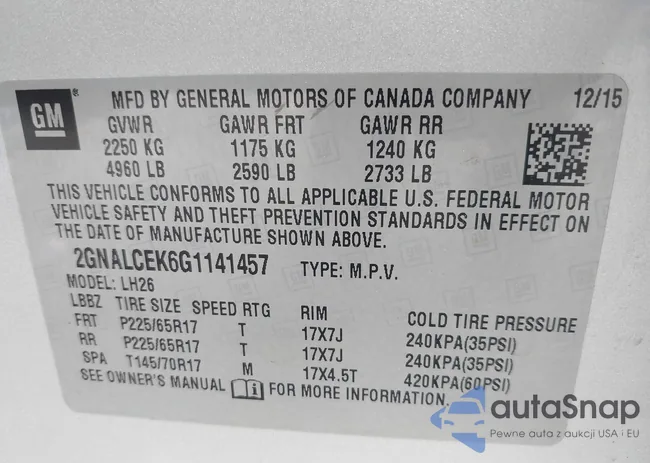 GM®
MFD BY GENERAL MOTORS OF CANADA COMPANY 12/15
GVWR GAWR FRT GAWR RR
2250 KG 1175 KG 1240 KG
4960 LB 2590 LB 2733 LB
THIS VEHICLE CONFORMS TO ALL APPLICABLE U.S. FEDERAL MOTOR
VEHICLE SAFETY AND THEFT PREVENTION STANDARDS IN EFFECT ON
THE DATE OF MANUFACTURE SHOWN ABOVE.
2GNALCEK6G1141457 TYPE: M.P.V.
MODEL: LH26
LBBZ TIRE SIZE SPEED RTG RIM COLD TIRE PRESSURE
FRT P225/65R17 T 17X7J 240KPA(35PSI)
RR P225/65R17 T 17X7J 240KPA(35PSI)
SPA T145/70R17 M 17X4.5T 420KPA(60PSI)
SEE OWNER'S MANUAL i FOR MORE INFORMATION.
autaSnap
Pewne auta z aukcji USA i EU